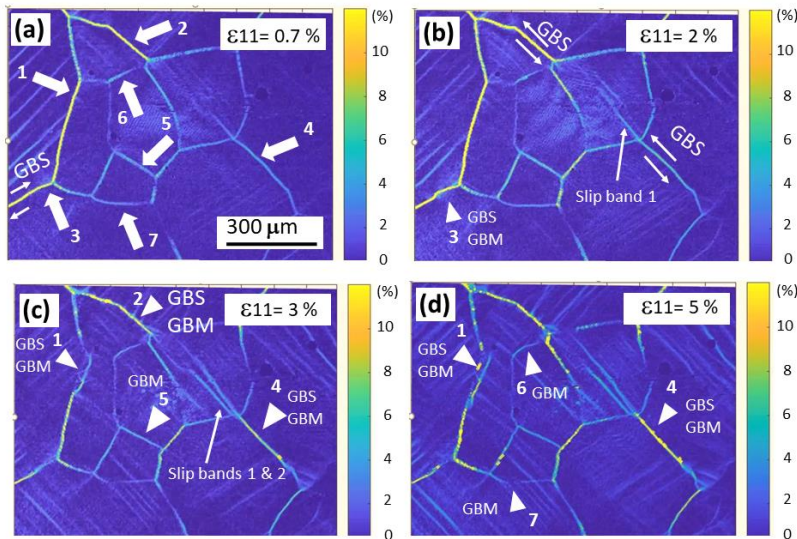 (a)
2
ε11 = 0.7 %
(%)
10
8
6
4
2
0
1
6
5
4
GBS
3
7
300 µm
(b)
GBS
ε11= 2 %
(%)
10
8
6
4
2
0
GBS
Slip band 1
GBS
3 GBM
(c)
2 GBS
GBM
ε11= 3 %
(%)
10
8
6
4
2
0
1
GBS
GBM
GBM
5
4
GBS
GBM
Slip bands 1 & 2
(d)
ε11= 5 %
(%)
10
8
6
4
2
0
1
GBS
GBM
6 GBM
4
GBS
GBM
GBM
7